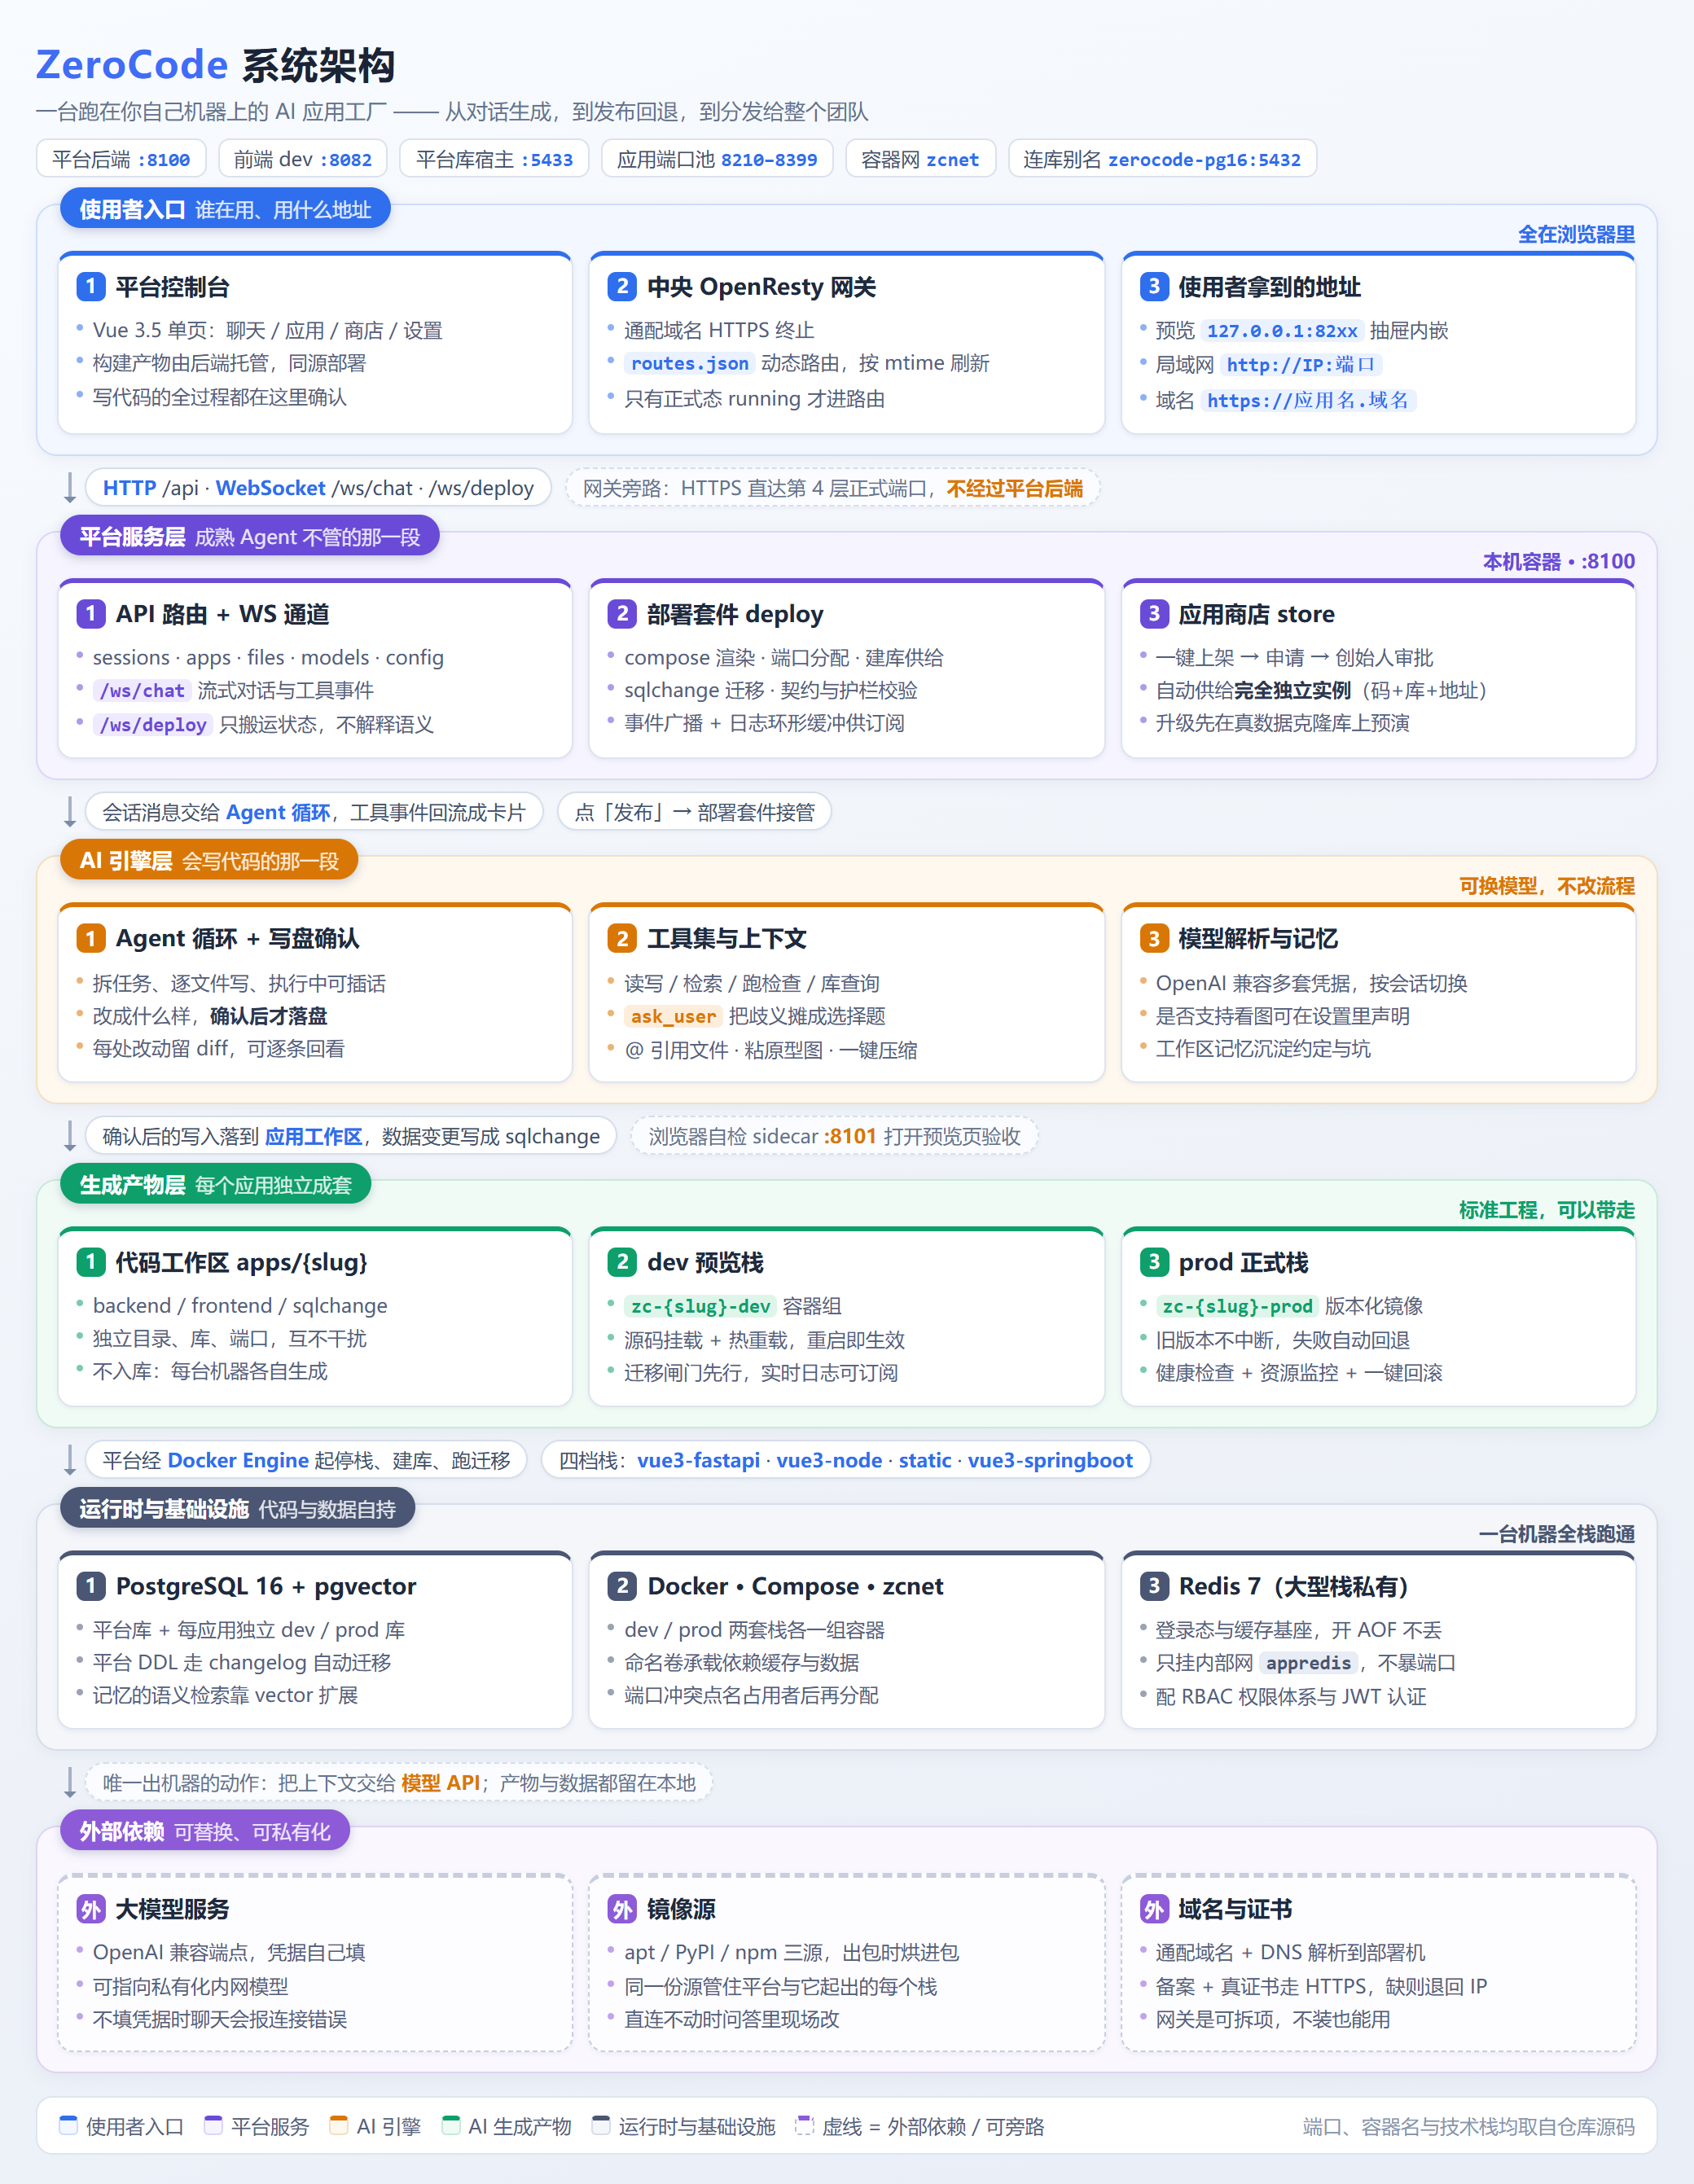 ZeroCode 系统架构
一台跑在你自己机器上的 AI 应用工厂 —— 从对话生成，到发布回退，到分发给整个团队
平台后端 :8100 前端 dev :8082 平台库宿主 :5433 应用端口池 8210–8399 容器网 zcnet 连库别名 zerocode-pg16:5432
使用者入口 谁在用、用什么地址
全在浏览器里
1 平台控制台
Vue 3.5 单页：聊天 / 应用 / 商店 / 设置
构建产物由后端托管，同源部署
写代码的全过程都在这里确认
2 中央 OpenResty 网关
通配域名 HTTPS 终止
routes.json 动态路由，按 mtime 刷新
只有正式态 running 才进路由
3 使用者拿到的地址
预览 127.0.0.1:82xx 抽屉内嵌
局域网 http://IP:端口
域名 https://应用名.域名
HTTP /api · WebSocket /ws/chat · /ws/deploy
网关旁路：HTTPS 直达第 4 层正式端口，不经过平台后端
平台服务层 成熟 Agent 不管的那一段
本机容器 • :8100
1 API 路由 + WS 通道
sessions · apps · files · models · config
/ws/chat 流式对话与工具事件
/ws/deploy 只搬运状态，不解释语义
2 部署套件 deploy
compose 渲染 · 端口分配 · 建库供给
sqlchange 迁移 · 契约与护栏校验
事件广播 + 日志环形缓冲供订阅
3 应用商店 store
一键上架 → 申请 → 创始人审批
自动供给完全独立实例（码+库+地址）
升级先在真数据克隆库上预演
会话消息交给 Agent 循环，工具事件回流成卡片
点「发布」→ 部署套件接管
AI 引擎层 会写代码的那一段
可换模型，不改流程
1 Agent 循环 + 写盘确认
拆任务、逐文件写、执行中可插话
改成什么样，确认后才落盘
每处改动留 diff，可逐条回看
2 工具集与上下文
读写 / 检索 / 跑检查 / 库查询
ask_user 把歧义摊成选择题
@ 引用文件 · 粘原型图 · 一键压缩
3 模型解析与记忆
OpenAI 兼容多套凭据，按会话切换
是否支持看图可在设置里声明
工作区记忆沉淀约定与坑
确认后的写入落到 应用工作区，数据变更写成 sqlchange
浏览器自检 sidecar :8101 打开预览页验收
生成产物层 每个应用独立成套
标准工程，可以带走
1 代码工作区 apps/{slug}
backend / frontend / sqlchange
独立目录、库、端口，互不干扰
不入库：每台机器各自生成
2 dev 预览栈
zc-{slug}-dev 容器组
源码挂载 + 热重载，重启即生效
迁移闸门先行，实时日志可订阅
3 prod 正式栈
zc-{slug}-prod 版本化镜像
旧版本不中断，失败自动回退
健康检查 + 资源监控 + 一键回滚
平台经 Docker Engine 起停栈、建库、跑迁移
四档栈：vue3-fastapi · vue3-node · static · vue3-springboot
运行时与基础设施 代码与数据自持
一台机器全栈跑通
1 PostgreSQL 16 + pgvector
平台库 + 每应用独立 dev / prod 库
平台 DDL 走 changelog 自动迁移
记忆的语义检索靠 vector 扩展
2 Docker • Compose • zcnet
dev / prod 两套栈各一组容器
命名卷承载依赖缓存与数据
端口冲突点名占用者后再分配
3 Redis 7（大型栈私有）
登录态与缓存基座，开 AOF 不丢
只挂内部网 appredis，不暴端口
配 RBAC 权限体系与 JWT 认证
唯一出机器的动作：把上下文交给 模型 API；产物与数据都留在本地
外部依赖 可替换、可私有化
外 大模型服务
OpenAI 兼容端点，凭据自己填
可指向私有化内网模型
不填凭据时聊天会报连接错误
外 镜像源
apt / PyPI / npm 三源，出包时烘进包
同一份源管住平台与它起出的每个栈
直连不动时问答里现场改
外 域名与证书
通配域名 + DNS 解析到部署机
备案 + 真证书走 HTTPS，缺则退回 IP
网关是可拆项，不装也能用
使用者入口 平台服务 AI 引擎 AI 生成产物 运行时与基础设施 虚线 = 外部依赖 / 可旁路
端口、容器名与技术栈均取自仓库源码